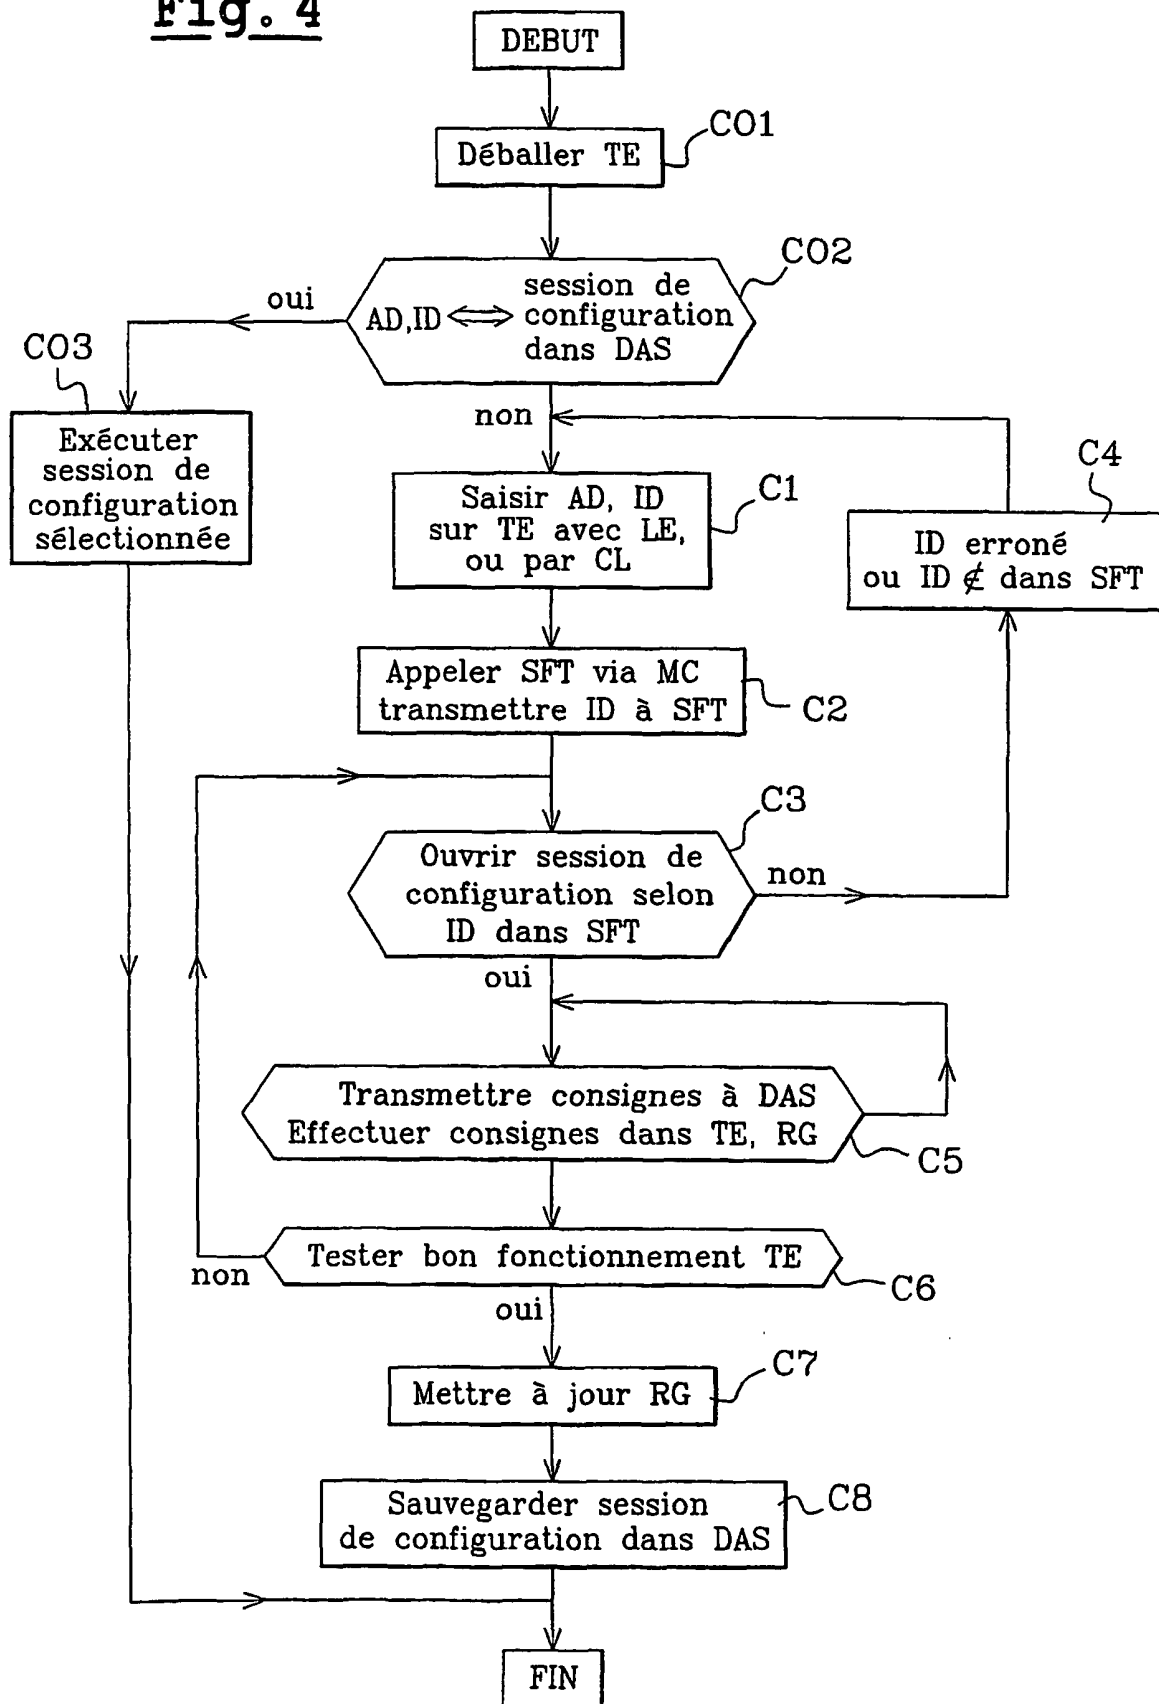 Fig. 4
DEBUT
Déballer TE
CO1
AD,ID ⟺ session de
configuration
dans DAS
CO2
oui
CO3
Exécuter
session de
configuration
sélectionnée
non
Saisir AD, ID
sur TE avec LE,
ou par CL
C1
C4
ID erroné
ou ID ∉ dans SFT
Appeler SFT via MC
transmettre ID à SFT
C2
Ouvrir session de
configuration selon
ID dans SFT
C3
non
oui
Transmettre consignes à DAS
Effectuer consignes dans TE, RG
C5
Tester bon fonctionnement TE
C6
non
oui
Mettre à jour RG
C7
Sauvegarder session
de configuration dans DAS
C8
FIN